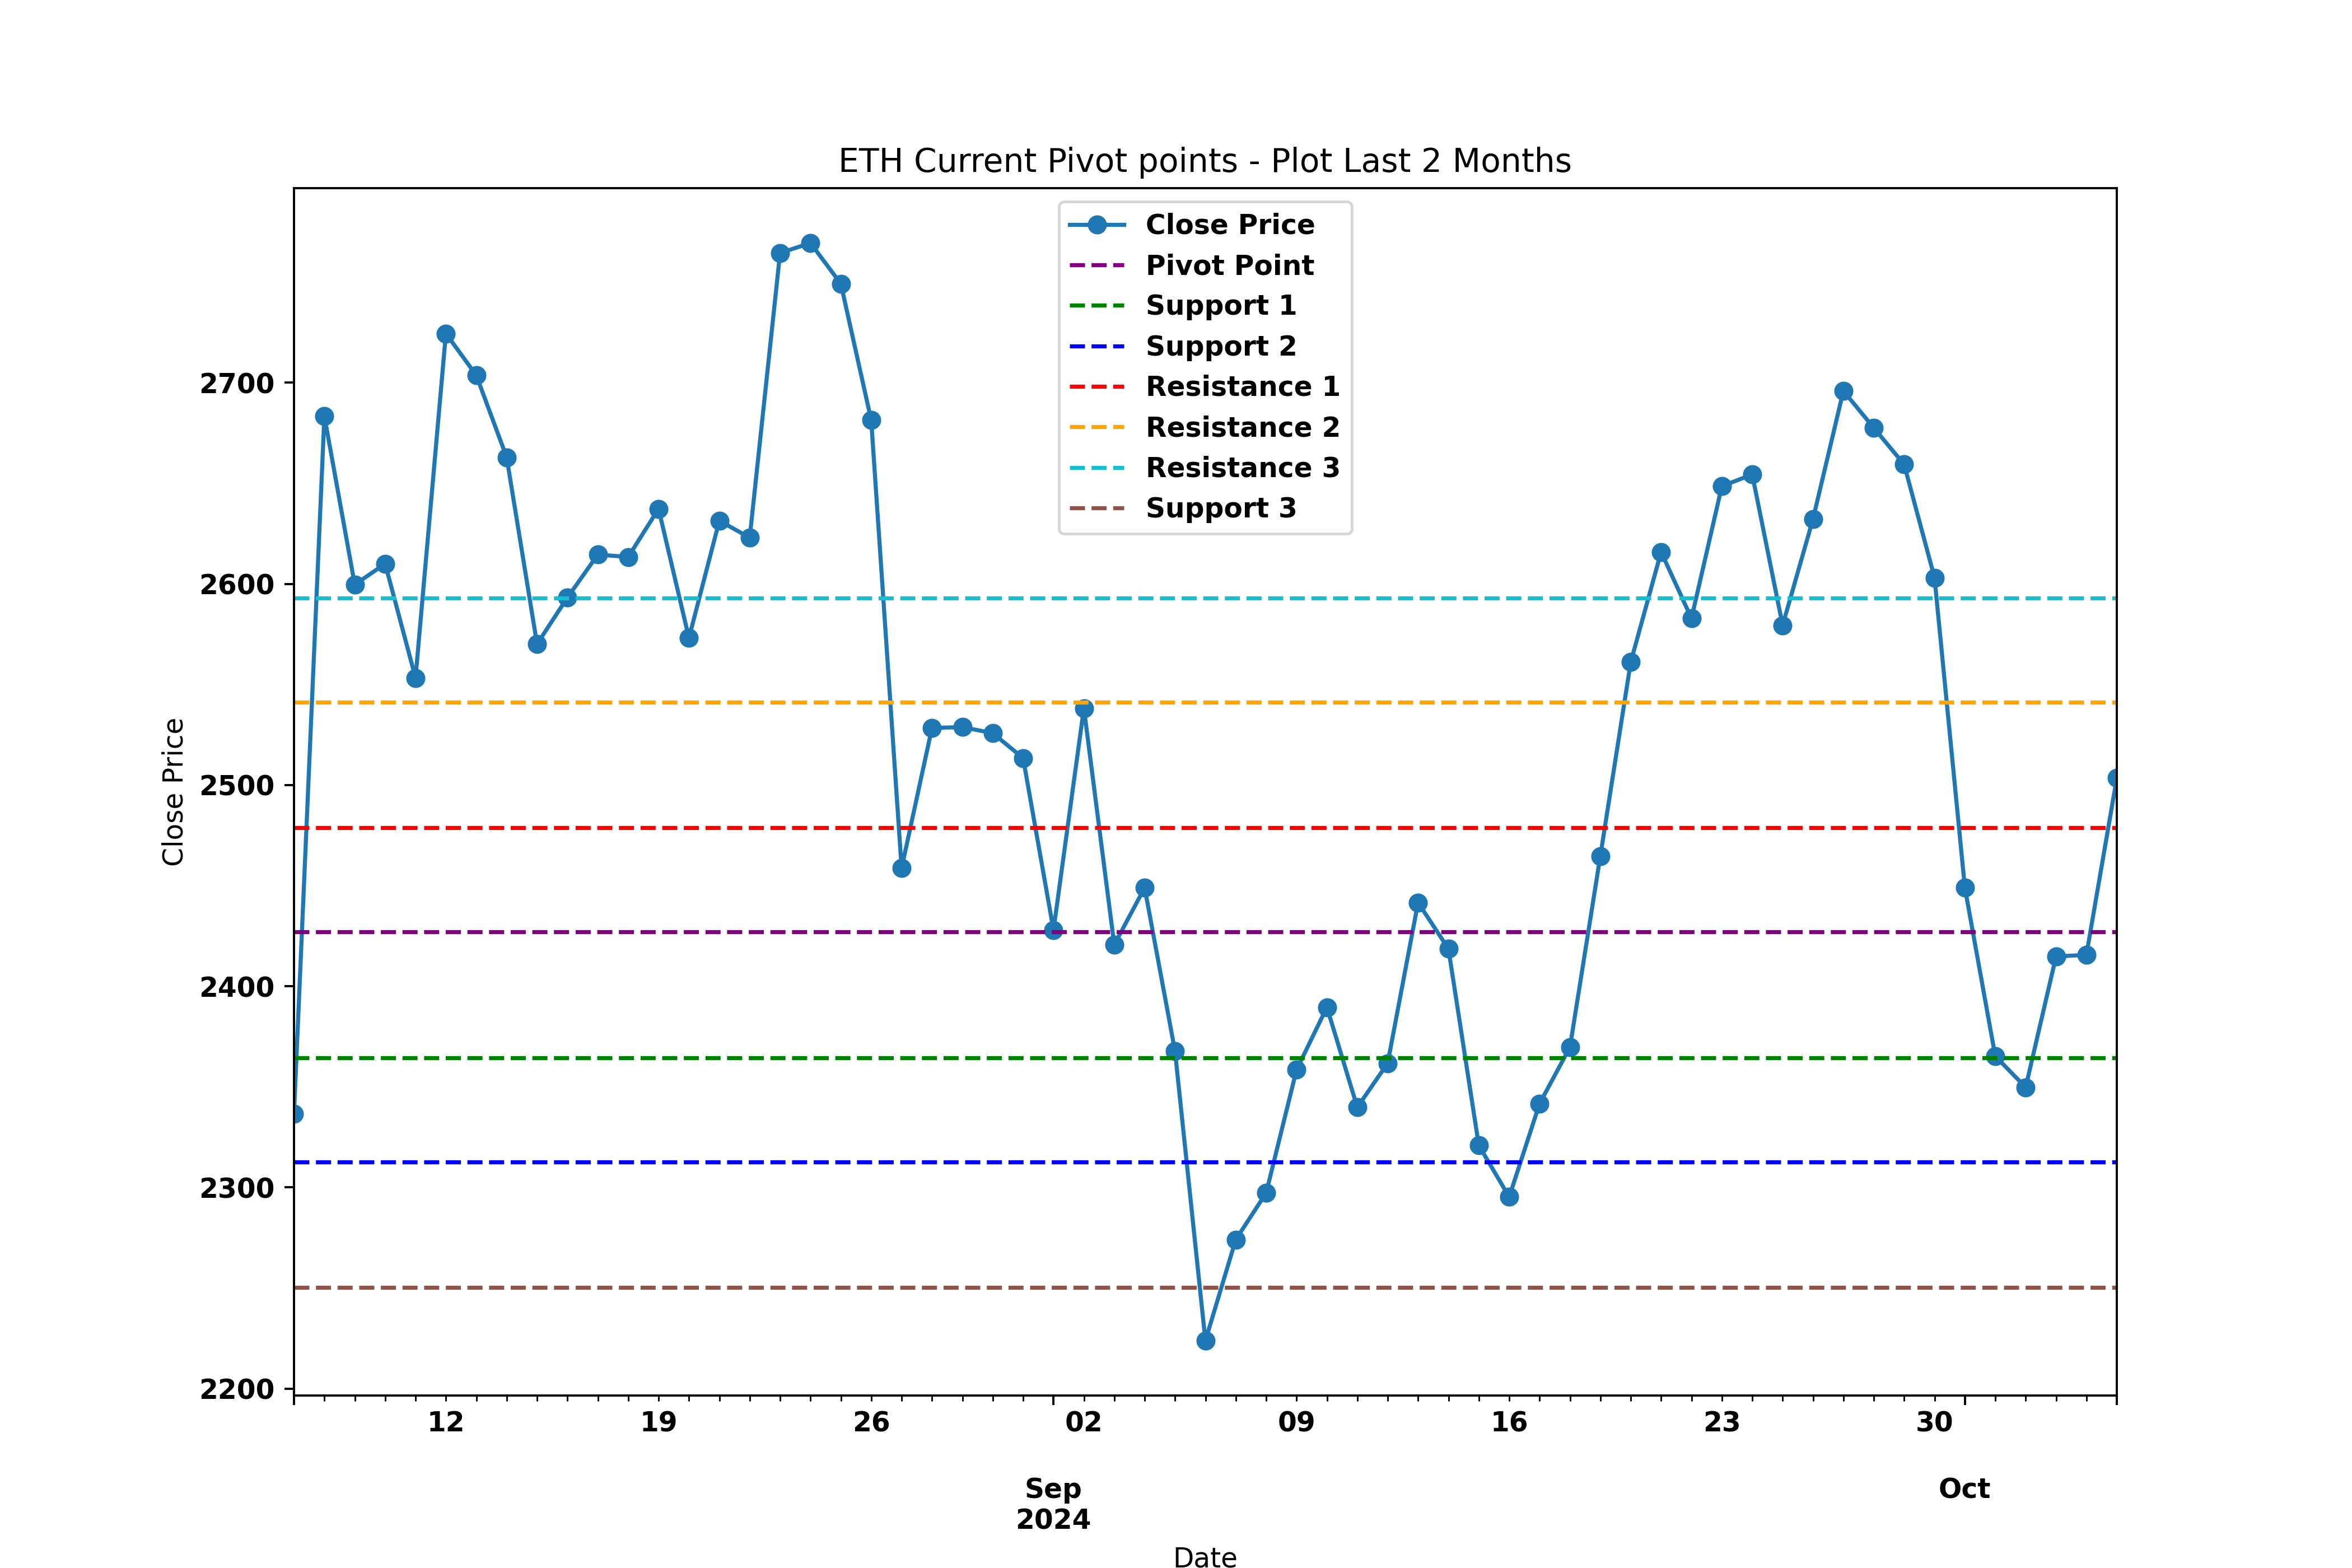 ETH Current Pivot points - Plot Last 2 Months
Close Price
Pivot Point
Support 1
Support 2
Resistance 1
Resistance 2
Resistance 3
Support 3
Close Price
2700
2600
2500
2400
2300
2200
12 19 26 02 09 16 23 30
Sep Oct
2024
Date